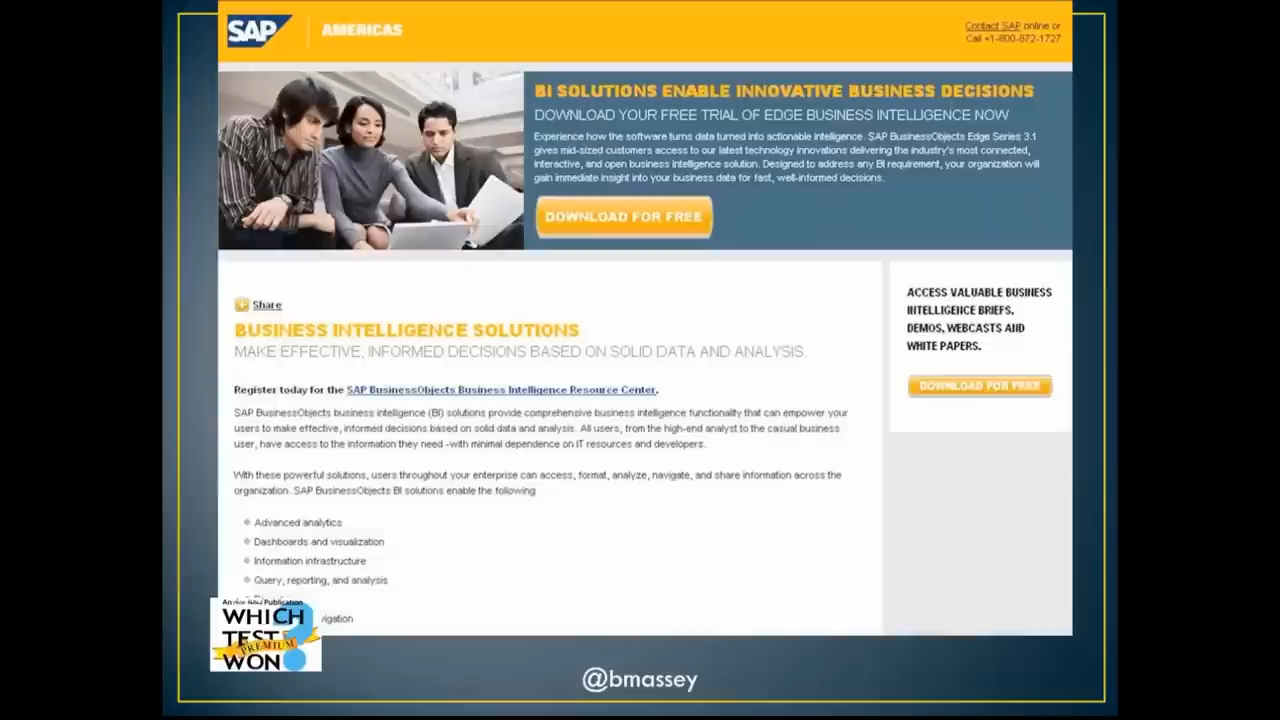 SAP
AMERICAS
Contact SAP online or
Call +1-800-872-1727
BI SOLUTIONS ENABLE INNOVATIVE BUSINESS DECISIONS
DOWNLOAD YOUR FREE TRIAL OF EDGE BUSINESS INTELLIGENCE NOW
Experience how the software turns data turned into actionable intelligence. SAP BusinessObjects Edge Series 3.1
gives mid-sized customers access to our latest technology innovations delivering the industry's most connected,
interactive, and open business intelligence solution. Designed to address any BI requirement, your organization will
gain immediate insight into your business data for fast, well-informed decisions.
DOWNLOAD FOR FREE
Share
BUSINESS INTELLIGENCE SOLUTIONS
MAKE EFFECTIVE, INFORMED DECISIONS BASED ON SOLID DATA AND ANALYSIS.
Register today for the SAP BusinessObjects Business Intelligence Resource Center.
SAP BusinessObjects business intelligence (BI) solutions provide comprehensive business intelligence functionality that can empower your
users to make effective, informed decisions based on solid data and analysis. All users, from the high-end analyst to the casual business
user, have access to the information they need -with minimal dependence on IT resources and developers.
With these powerful solutions, users throughout your enterprise can access, format, analyze, navigate, and share information across the
organization. SAP BusinessObjects BI solutions enable the following
Advanced analytics
Dashboards and visualization
Information infrastructure
Query, reporting, and analysis
vigation
ACCESS VALUABLE BUSINESS
INTELLIGENCE BRIEFS,
DEMOS, WEBCASTS AND
WHITE PAPERS.
DOWNLOAD FOR FREE
Publication
WHICH
TEST
PREMIUM
WON?
@bmassey